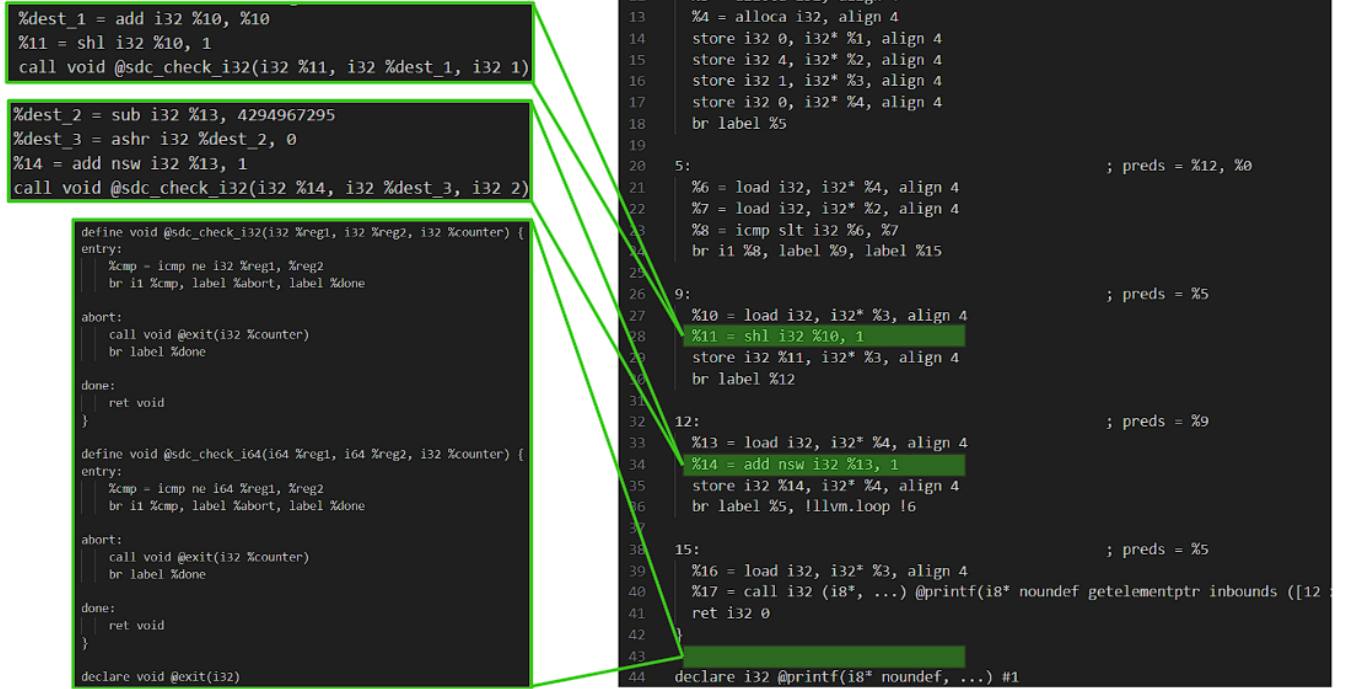 %dest_1 = add i32 %10, %10
%11 = shl i32 %10, 1
call void @sdc_check_i32(i32 %11, i32 %dest_1, i32 1)
%dest_2 = sub i32 %13, 4294967295
%dest_3 = ashr i32 %dest_2, 0
%14 = add nsw i32 %13, 1
call void @sdc_check_i32(i32 %14, i32 %dest_3, i32 2)
define void @sdc_check_i32(i32 %reg1, i32 %reg2, i32 %counter) {
entry:
%cmp = icmp ne i32 %reg1, %reg2
br i1 %cmp, label %abort, label %done
abort:
call void @exit(i32 %counter)
br label %done
done:
ret void
}
define void @sdc_check_i64(i64 %reg1, i64 %reg2, i32 %counter) {
entry:
%cmp = icmp ne i64 %reg1, %reg2
br i1 %cmp, label %abort, label %done
abort:
call void @exit(i32 %counter)
br label %done
done:
ret void
}
declare void @exit(i32)
13 %4 = alloca i32, align 4
14 store i32 0, i32* %1, align 4
15 store i32 4, i32* %2, align 4
16 store i32 1, i32* %3, align 4
17 store i32 0, i32* %4, align 4
18 br label %5
19
20 5: ; preds = %12, %0
21 %6 = load i32, i32* %4, align 4
22 %7 = load i32, i32* %2, align 4
23 %8 = icmp slt i32 %6, %7
24 br i1 %8, label %9, label %15
25
26 9: ; preds = %5
27 %10 = load i32, i32* %3, align 4
28 %11 = shl i32 %10, 1
29 store i32 %11, i32* %3, align 4
30 br label %12
31
32 12: ; preds = %9
33 %13 = load i32, i32* %4, align 4
34 %14 = add nsw i32 %13, 1
35 store i32 %14, i32* %4, align 4
36 br label %5, !llvm.loop !6
37
38 15: ; preds = %5
39 %16 = load i32, i32* %3, align 4
40 %17 = call i32 (i8*, ...) @printf(i8* noundef getelementptr inbounds ([12
41 ret i32 0
42 }
43
44 declare i32 @printf(i8* noundef, ...) #1